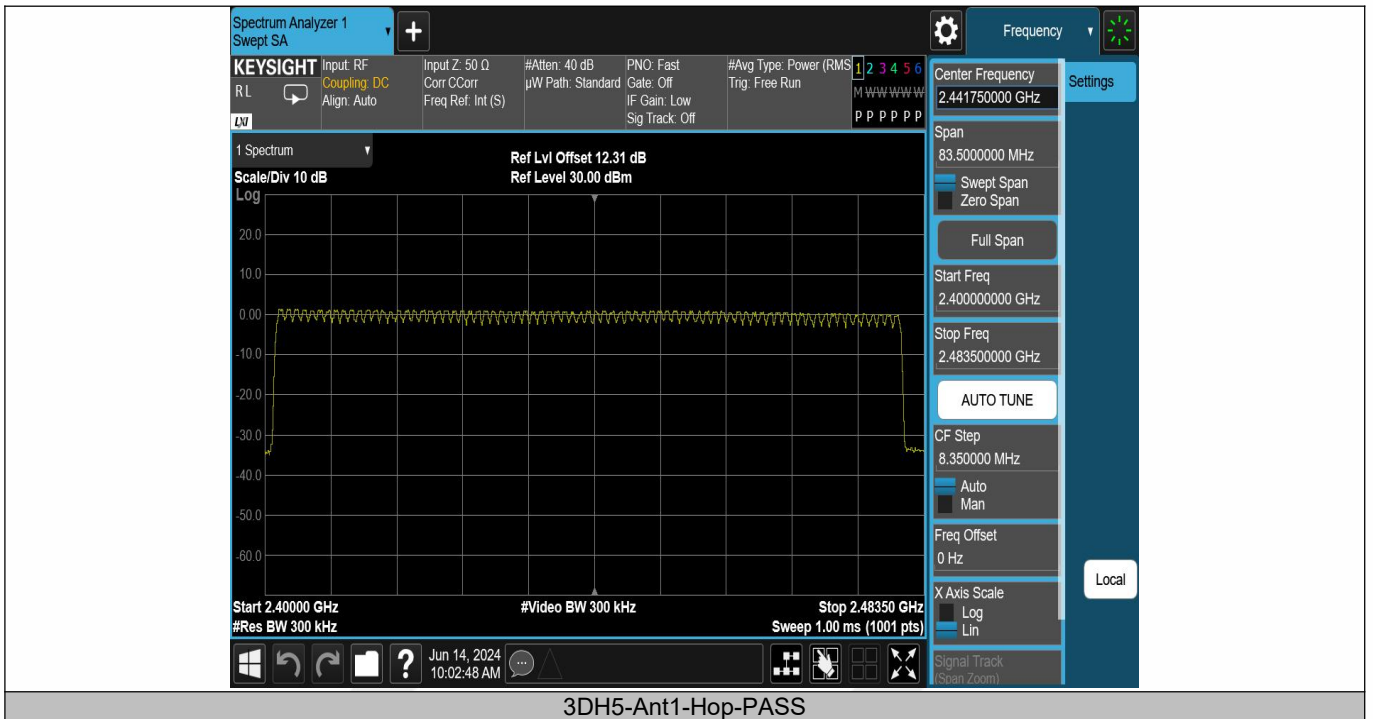 Spectrum Analyzer 1
Swept SA
+
Frequency
KEYSIGHT
RL
LXI
Input: RF
Coupling: DC
Align: Auto
Input Z: 50 Ω
Corr CCorr
Freq Ref: Int (S)
#Atten: 40 dB
µW Path: Standard
PNO: Fast
Gate: Off
IF Gain: Low
Sig Track: Off
#Avg Type: Power (RMS
Trig: Free Run
1 2 3 4 5 6
M W W W W W
P P P P P P
1 Spectrum
Scale/Div 10 dB
Log
Ref Lvl Offset 12.31 dB
Ref Level 30.00 dBm
20.0
10.0
0.00
-10.0
-20.0
-30.0
-40.0
-50.0
-60.0
Start 2.40000 GHz
#Res BW 300 kHz
#Video BW 300 kHz
Stop 2.48350 GHz
Sweep 1.00 ms (1001 pts)
Center Frequency
2.441750000 GHz
Settings
Span
83.5000000 MHz
Swept Span
Zero Span
Full Span
Start Freq
2.400000000 GHz
Stop Freq
2.483500000 GHz
AUTO TUNE
CF Step
8.350000 MHz
Auto
Man
Freq Offset
0 Hz
X Axis Scale
Log
Lin
Signal Track
(Span Zoom)
Local
?
Jun 14, 2024
10:02:48 AM
3DH5-Ant1-Hop-PASS